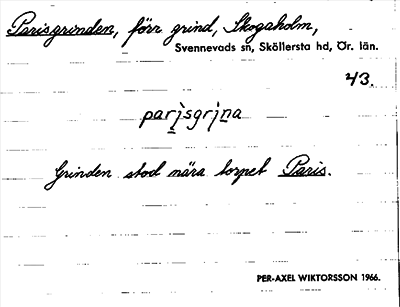 Parisgrinden, förr grind, Skogaholm,
Svennevads sn, Sköllersta hd, Ör. län.
43.
parisgrina
Grinden stod nära torpet Paris.
PER-AXEL WIKTORSSON 1966.